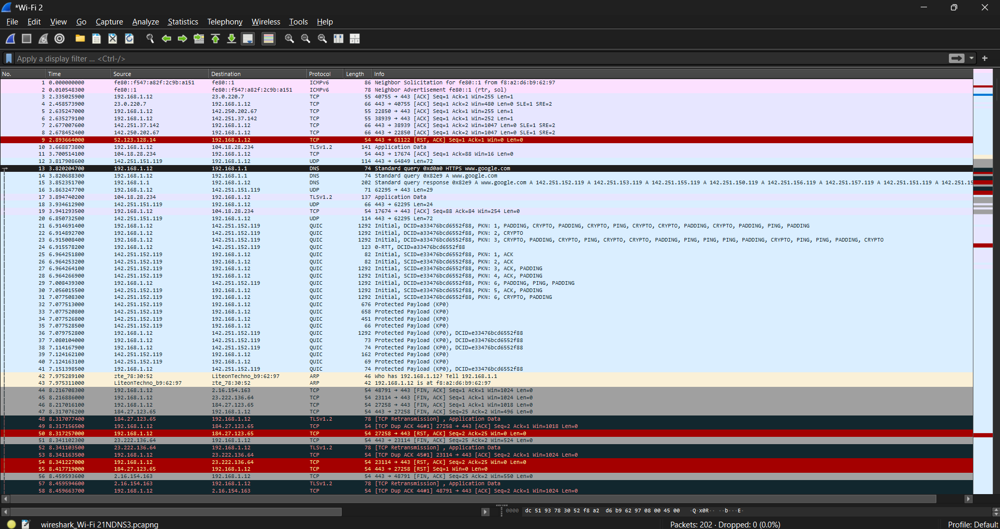 *Wi-Fi 2
File Edit View Go Capture Analyze Statistics Telephony Wireless Tools Help
Apply a display filter ... <Ctrl-/>
No. Time Source Destination Protocol Length Info
1 0.000000000 fe80::f547:a82f:2c9b:a151 fe80::1 ICMPv6 86 Neighbor Solicitation for fe80::1 from f8:a2:d6:b9:62:97
2 0.010548300 fe80::1 fe80::f547:a82f:2c9b:a151 ICMPv6 78 Neighbor Advertisement fe80::1 (rtr, sol)
3 2.335025900 192.168.1.12 23.0.220.7 TCP 55 40755 → 443 [ACK] Seq=1 Ack=1 Win=255 Len=1
4 2.458573900 23.0.220.7 192.168.1.12 TCP 66 443 → 40755 [ACK] Seq=1 Ack=2 Win=480 Len=0 SLE=1 SRE=2
5 2.635247000 192.168.1.12 142.250.202.67 TCP 55 22850 → 443 [ACK] Seq=1 Ack=1 Win=255 Len=1
6 2.635279100 192.168.1.12 142.251.37.142 TCP 55 38939 → 443 [ACK] Seq=1 Ack=1 Win=252 Len=1
7 2.677007600 142.251.37.142 192.168.1.12 TCP 66 443 → 38939 [ACK] Seq=1 Ack=2 Win=1047 Len=0 SLE=1 SRE=2
8 2.678452400 142.250.202.67 192.168.1.12 TCP 66 443 → 22850 [ACK] Seq=1 Ack=2 Win=1047 Len=0 SLE=1 SRE=2
9 2.893664000 52.123.128.14 192.168.1.12 TCP 54 443 → 61122 [RST, ACK] Seq=1 Ack=1 Win=0 Len=0
10 3.668873800 192.168.1.12 104.18.28.234 TLSv1.2 141 Application Data
11 3.700514100 104.18.28.234 192.168.1.12 TCP 54 443 → 17674 [ACK] Seq=1 Ack=88 Win=16 Len=0
12 3.817908600 142.251.151.119 192.168.1.12 UDP 114 443 → 64849 Len=72
13 3.820204700 192.168.1.12 192.168.1.1 DNS 74 Standard query 0xd0a0 HTTPS www.google.com
14 3.820688300 192.168.1.12 192.168.1.1 DNS 74 Standard query 0x82e9 A www.google.com
15 3.852351700 192.168.1.1 192.168.1.12 DNS 202 Standard query response 0x82e9 A www.google.com A 142.251.152.119 A 142.251.153.119 A 142.251.155.119 A 142.251.150.119 A 142.251.156.119 A 142.251.157.119 A 142.251.151.119 A 142.251.15
16 3.863247700 192.168.1.12 142.251.151.119 UDP 71 62295 → 443 Len=29
17 3.894740200 104.18.28.234 192.168.1.12 TLSv1.2 137 Application Data
18 3.934612900 142.251.151.119 192.168.1.12 UDP 66 443 → 62295 Len=24
19 3.941293500 192.168.1.12 104.18.28.234 TCP 54 17674 → 443 [ACK] Seq=88 Ack=84 Win=254 Len=0
20 6.850732500 142.251.151.119 192.168.1.12 UDP 114 443 → 62295 Len=72
21 6.914691400 192.168.1.12 142.251.152.119 QUIC 1292 Initial, DCID=a33476bcd6552f88, PKN: 1, PADDING, CRYPTO, PADDING, CRYPTO, PING, CRYPTO, CRYPTO, PADDING, CRYPTO, PADDING, PING, PADDING
22 6.914892700 192.168.1.12 142.251.152.119 QUIC 1292 Initial, DCID=a33476bcd6552f88, PKN: 2, CRYPTO
23 6.915008400 192.168.1.12 142.251.152.119 QUIC 1292 Initial, DCID=a33476bcd6552f88, PKN: 3, CRYPTO, PADDING, CRYPTO, PING, CRYPTO, CRYPTO, PADDING, PING, PING, PING, PADDING, CRYPTO, PING, PING, PADDING, CRYPTO
24 6.915578200 192.168.1.12 142.251.152.119 QUIC 123 0-RTT, DCID=a33476bcd6552f88
25 6.964251800 142.251.152.119 192.168.1.12 QUIC 82 Initial, SCID=e33476bcd6552f88, PKN: 1, ACK
26 6.964253200 142.251.152.119 192.168.1.12 QUIC 82 Initial, SCID=e33476bcd6552f88, PKN: 2, ACK
27 6.964264100 142.251.152.119 192.168.1.12 QUIC 1292 Initial, SCID=e33476bcd6552f88, PKN: 3, ACK, PADDING
28 6.964266900 142.251.152.119 192.168.1.12 QUIC 1292 Initial, SCID=e33476bcd6552f88, PKN: 4, ACK, PADDING
29 7.008439300 192.168.1.12 142.251.152.119 QUIC 1292 Initial, DCID=e33476bcd6552f88, PKN: 6, PADDING, PING, PADDING
30 7.056015500 142.251.152.119 192.168.1.12 QUIC 1292 Initial, SCID=e33476bcd6552f88, PKN: 5, ACK, PADDING
31 7.077508300 142.251.152.119 192.168.1.12 QUIC 1292 Initial, SCID=e33476bcd6552f88, PKN: 6, CRYPTO, PADDING
32 7.077513000 142.251.152.119 192.168.1.12 QUIC 676 Protected Payload (KP0)
33 7.077520800 142.251.152.119 192.168.1.12 QUIC 658 Protected Payload (KP0)
34 7.077526800 142.251.152.119 192.168.1.12 QUIC 451 Protected Payload (KP0)
35 7.077528500 142.251.152.119 192.168.1.12 QUIC 66 Protected Payload (KP0)
36 7.079752800 192.168.1.12 142.251.152.119 QUIC 1292 Protected Payload (KP0), DCID=e33476bcd6552f88
37 7.080104000 192.168.1.12 142.251.152.119 QUIC 73 Protected Payload (KP0), DCID=e33476bcd6552f88
38 7.114167900 192.168.1.12 142.251.152.119 QUIC 74 Protected Payload (KP0), DCID=e33476bcd6552f88
39 7.124162100 142.251.152.119 192.168.1.12 QUIC 162 Protected Payload (KP0)
40 7.124163100 142.251.152.119 192.168.1.12 QUIC 69 Protected Payload (KP0)
41 7.151398500 192.168.1.12 142.251.152.119 QUIC 74 Protected Payload (KP0), DCID=e33476bcd6552f88
42 7.975289100 zte_78:30:52 LiteonTechno_b9:62:97 ARP 46 Who has 192.168.1.12? Tell 192.168.1.1
43 7.975311000 LiteonTechno_b9:62:97 zte_78:30:52 ARP 42 192.168.1.12 is at f8:a2:d6:b9:62:97
44 8.216708300 192.168.1.12 2.16.154.163 TCP 54 48791 → 443 [FIN, ACK] Seq=1 Ack=1 Win=1024 Len=0
45 8.216886000 192.168.1.12 23.222.136.64 TCP 54 23114 → 443 [FIN, ACK] Seq=1 Ack=1 Win=1024 Len=0
46 8.217016100 192.168.1.12 184.27.123.65 TCP 54 27258 → 443 [FIN, ACK] Seq=1 Ack=1 Win=1018 Len=0
47 8.317076200 184.27.123.65 192.168.1.12 TCP 54 443 → 27258 [FIN, ACK] Seq=25 Ack=2 Win=496 Len=0
48 8.317077400 184.27.123.65 192.168.1.12 TLSv1.2 78 [TCP Retransmission] , Application Data
49 8.317156500 192.168.1.12 184.27.123.65 TCP 54 [TCP Dup ACK 46#1] 27258 → 443 [ACK] Seq=2 Ack=1 Win=1018 Len=0
50 8.317257000 192.168.1.12 184.27.123.65 TCP 54 27258 → 443 [RST, ACK] Seq=2 Ack=25 Win=0 Len=0
51 8.341102300 23.222.136.64 192.168.1.12 TCP 54 443 → 23114 [FIN, ACK] Seq=25 Ack=2 Win=524 Len=0
52 8.341103500 23.222.136.64 192.168.1.12 TLSv1.2 78 [TCP Retransmission] , Application Data
53 8.341163500 192.168.1.12 23.222.136.64 TCP 54 [TCP Dup ACK 45#1] 23114 → 443 [ACK] Seq=2 Ack=1 Win=1024 Len=0
54 8.341227000 192.168.1.12 23.222.136.64 TCP 54 23114 → 443 [RST, ACK] Seq=2 Ack=25 Win=0 Len=0
55 8.417719000 184.27.123.65 192.168.1.12 TCP 54 443 → 27258 [RST] Seq=1 Win=0 Len=0
56 8.459593600 2.16.154.163 192.168.1.12 TCP 54 443 → 48791 [FIN, ACK] Seq=25 Ack=2 Win=550 Len=0
57 8.459594600 2.16.154.163 192.168.1.12 TLSv1.2 78 [TCP Retransmission] , Application Data
58 8.459663700 192.168.1.12 2.16.154.163 TCP 54 [TCP Dup ACK 44#1] 48791 → 443 [ACK] Seq=2 Ack=1 Win=1024 Len=0
0000 dc 51 93 78 30 52 f8 a2 d6 b9 62 97 08 00 45 00 ·Q·x0R·· ··b···E·
wireshark_Wi-Fi 21NDNS3.pcapng Packets: 202 · Dropped: 0 (0.0%) Profile: Default